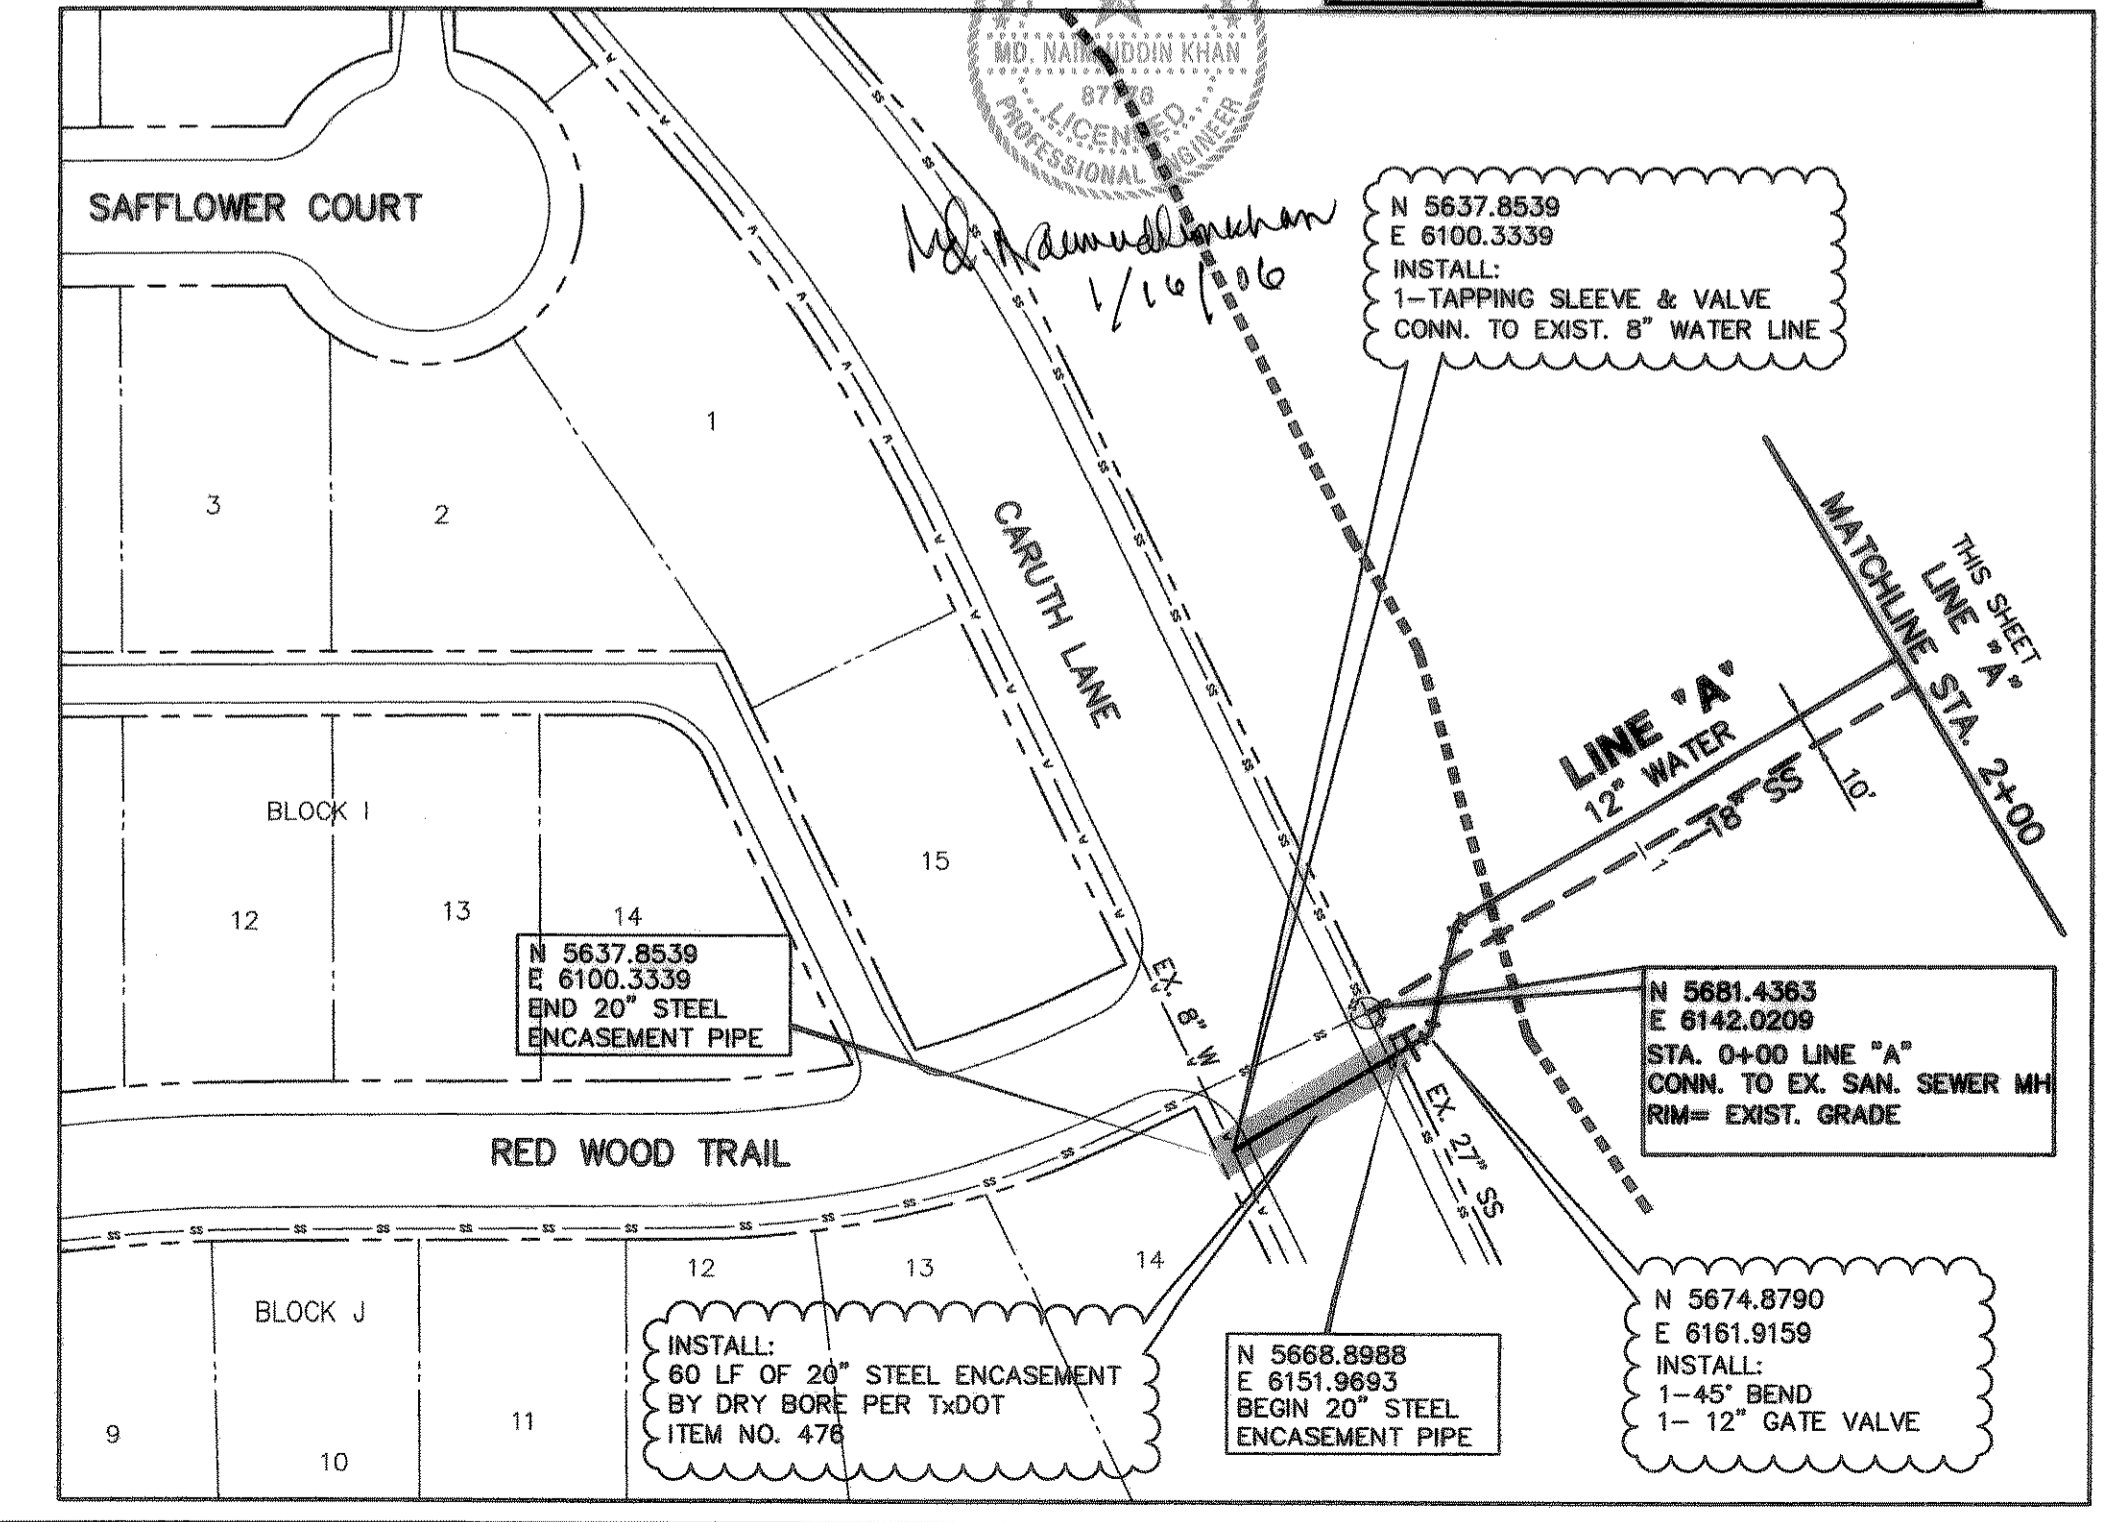 MD. NAIMUDDIN KHAN
87776
LICENSED
PROFESSIONAL ENGINEER
1/16/06
SAFFLOWER COURT
N 5637.8539
E 6100.3339
INSTALL:
1-TAPPING SLEEVE & VALVE
CONN. TO EXIST. 8" WATER LINE
1
3
2
CARUTH LANE
MATCHLINE STA. 2+00
LINE "A"
THIS SHEET
LINE "A"
12" WATER
18" SS
10'
1
BLOCK I
12
13
14
15
N 5637.8539
E 6100.3339
END 20" STEEL
ENCASEMENT PIPE
EX. 8" W
N 5681.4363
E 6142.0209
STA. 0+00 LINE "A"
CONN. TO EX. SAN. SEWER MH
RIM= EXIST. GRADE
EX. 27" SS
RED WOOD TRAIL
BLOCK J
9
10
11
12
13
14
INSTALL:
60 LF OF 20" STEEL ENCASEMENT
BY DRY BORE PER TxDOT
ITEM NO. 476
N 5668.8988
E 6151.9693
BEGIN 20" STEEL
ENCASEMENT PIPE
N 5674.8790
E 6161.9159
INSTALL:
1-45° BEND
1- 12" GATE VALVE